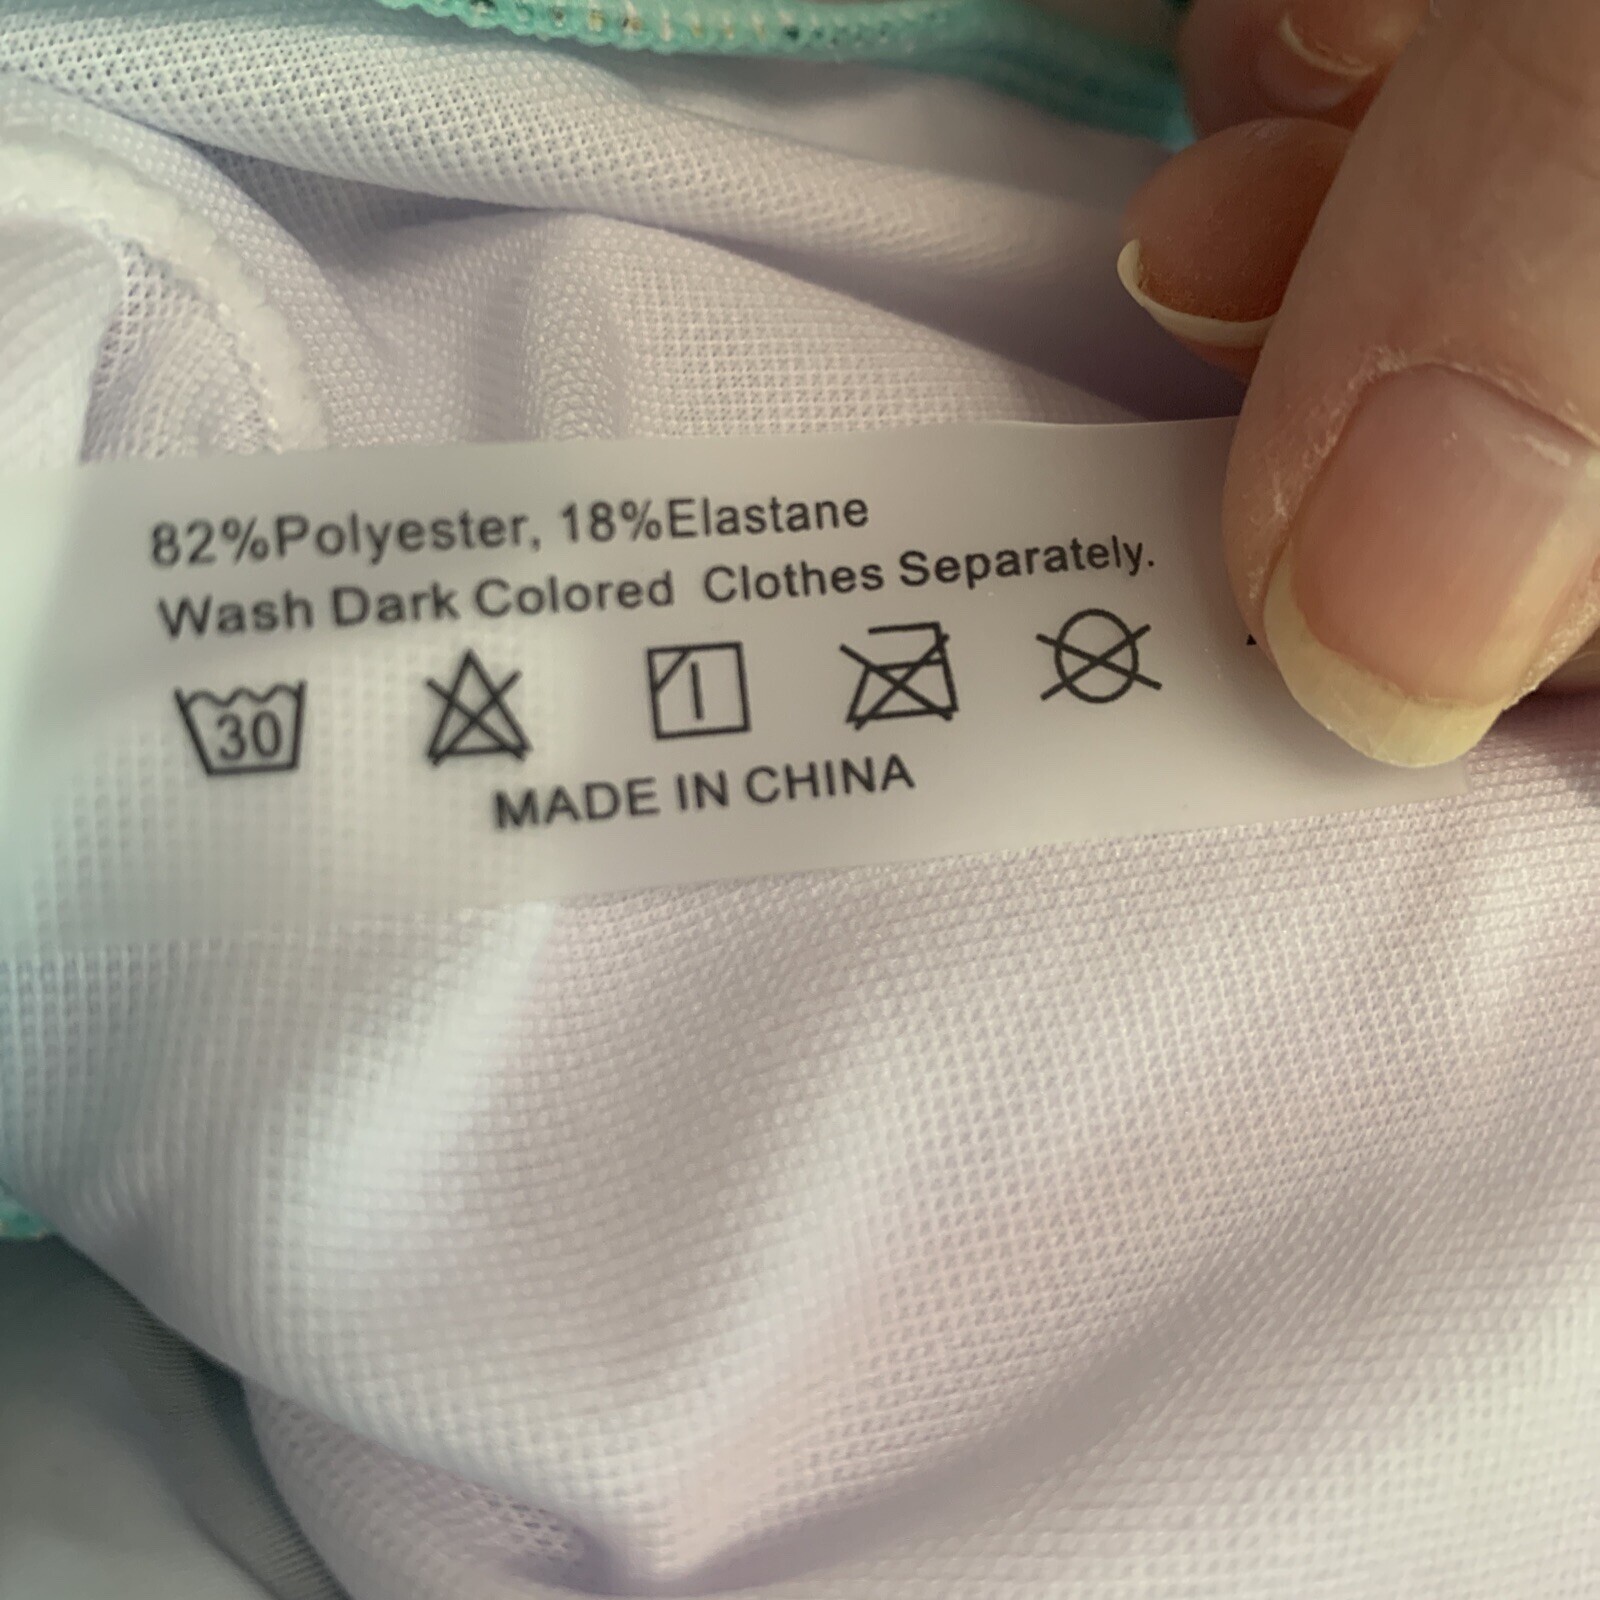 82%Polyester, 18%Elastane
Wash Dark Colored Clothes Separately.
30
MADE IN CHINA